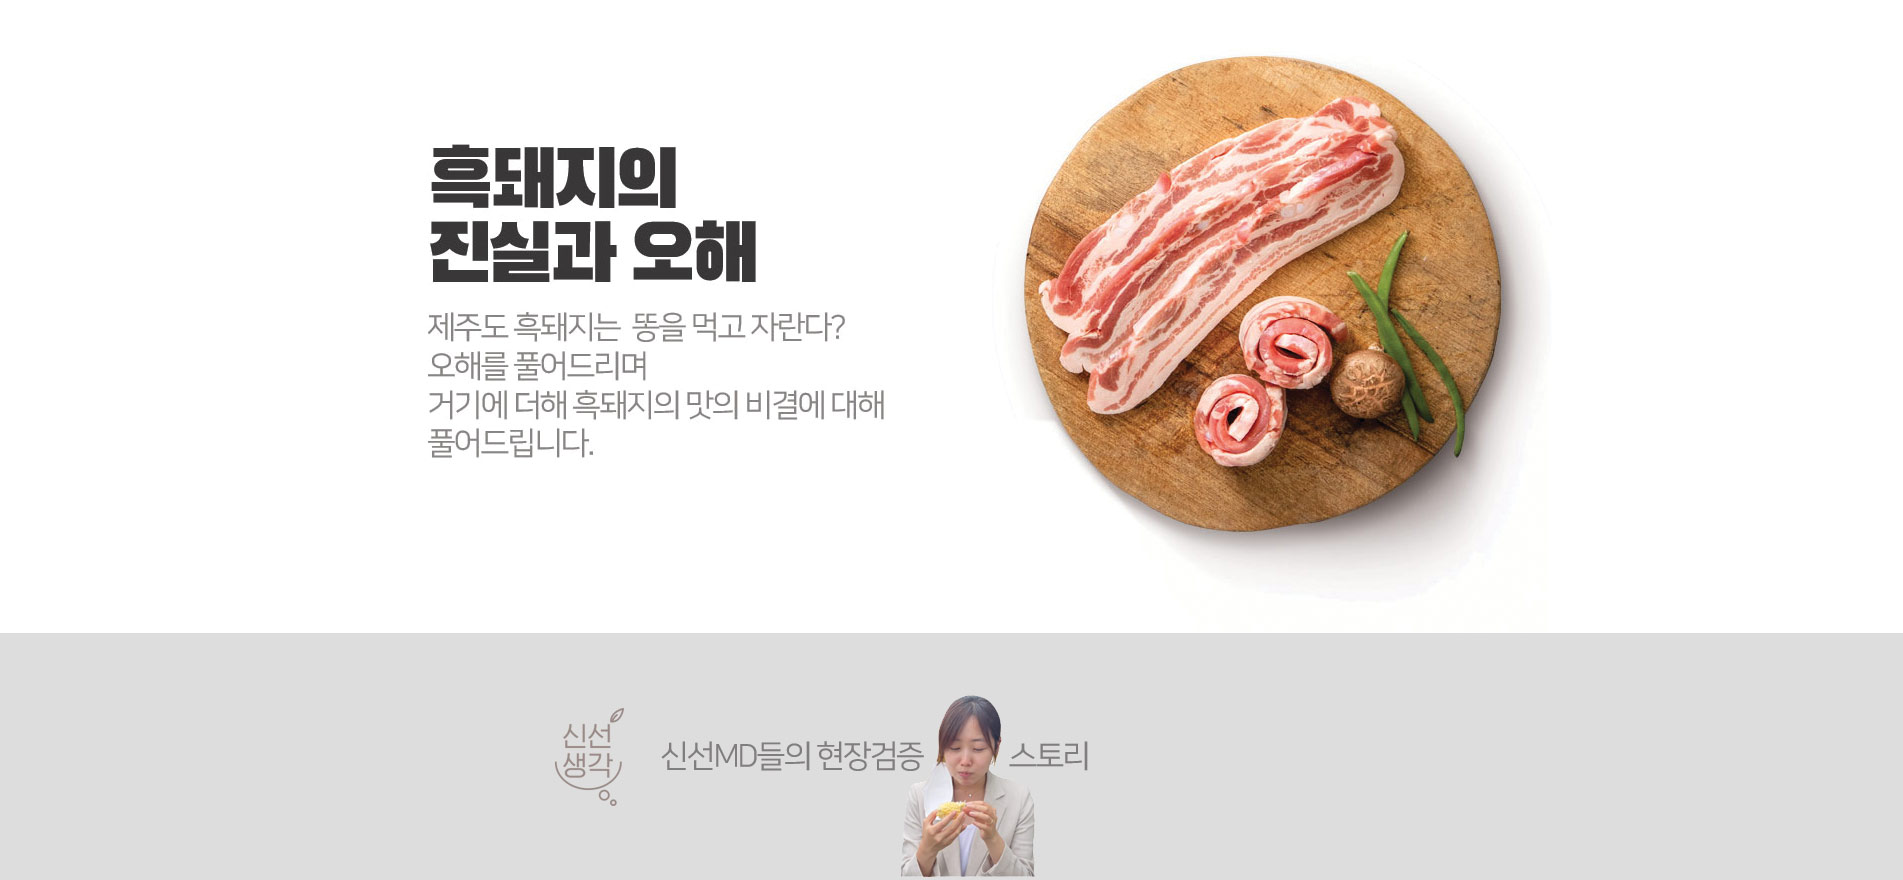 흑돼지의
진실과 오해
제주도 흑돼지는 똥을 먹고 자란다?
오해를 풀어드리며
거기에 더해 흑돼지의 맛의 비결에 대해
풀어드립니다.
신선
생각
신선MD들의 현장검증 스토리